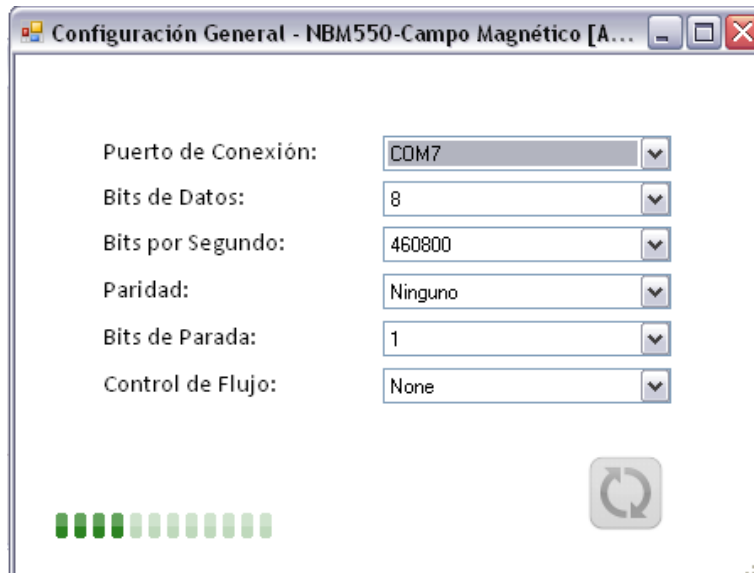 Configuración General - NBM550-Campo Magnético [A...
Puerto de Conexión: COM7
Bits de Datos: 8
Bits por Segundo: 460800
Paridad: Ninguno
Bits de Parada: 1
Control de Flujo: None